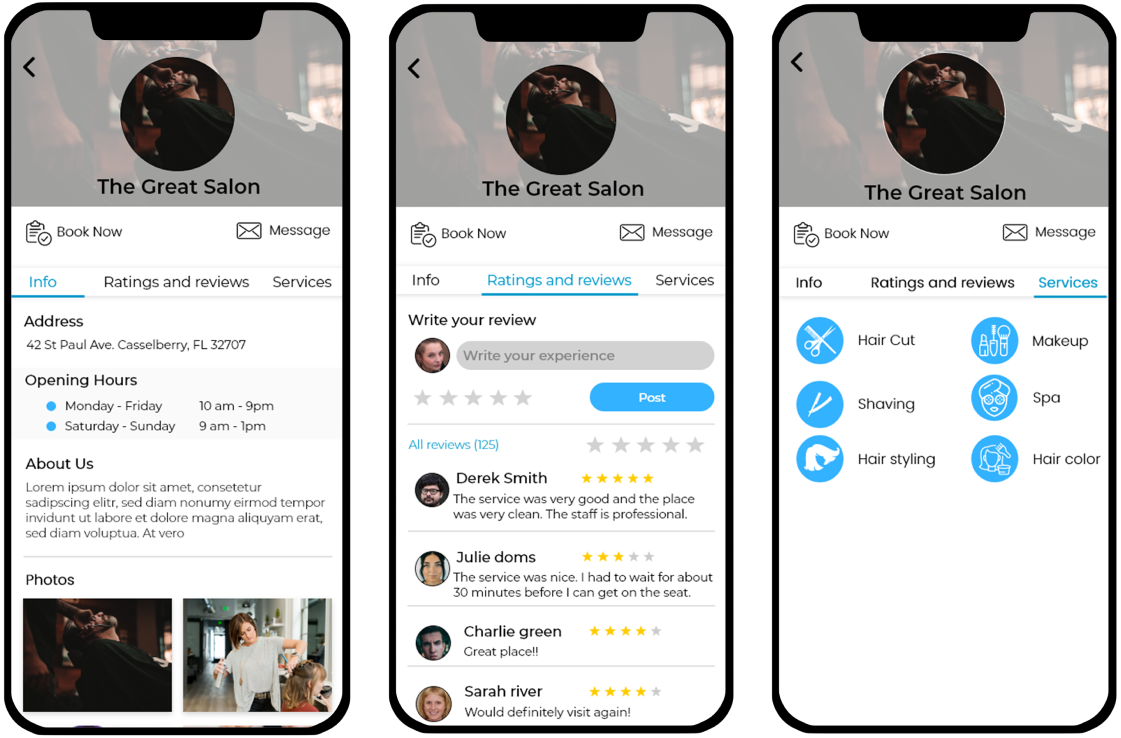 The Great Salon
Book Now
Message
Info
Ratings and reviews
Services
Address
42 St Paul Ave. Casselberry, FL 32707
Opening Hours
Monday - Friday 10 am - 9pm
Saturday - Sunday 9 am - 1pm
About Us
Lorem ipsum dolor sit amet, consetetur
sadipscing elitr, sed diam nonumy eirmod tempor
invidunt ut labore et dolore magna aliquyam erat,
sed diam voluptua. At vero
Photos
The Great Salon
Book Now
Message
Info
Ratings and reviews
Services
Write your review
Write your experience
Post
All reviews (125)
Derek Smith
The service was very good and the place
was very clean. The staff is professional.
Julie doms
The service was nice. I had to wait for about
30 minutes before I can get on the seat.
Charlie green
Great place!!
Sarah river
Would definitely visit again!
The Great Salon
Book Now
Message
Info
Ratings and reviews
Services
Hair Cut
Makeup
Shaving
Spa
Hair styling
Hair color